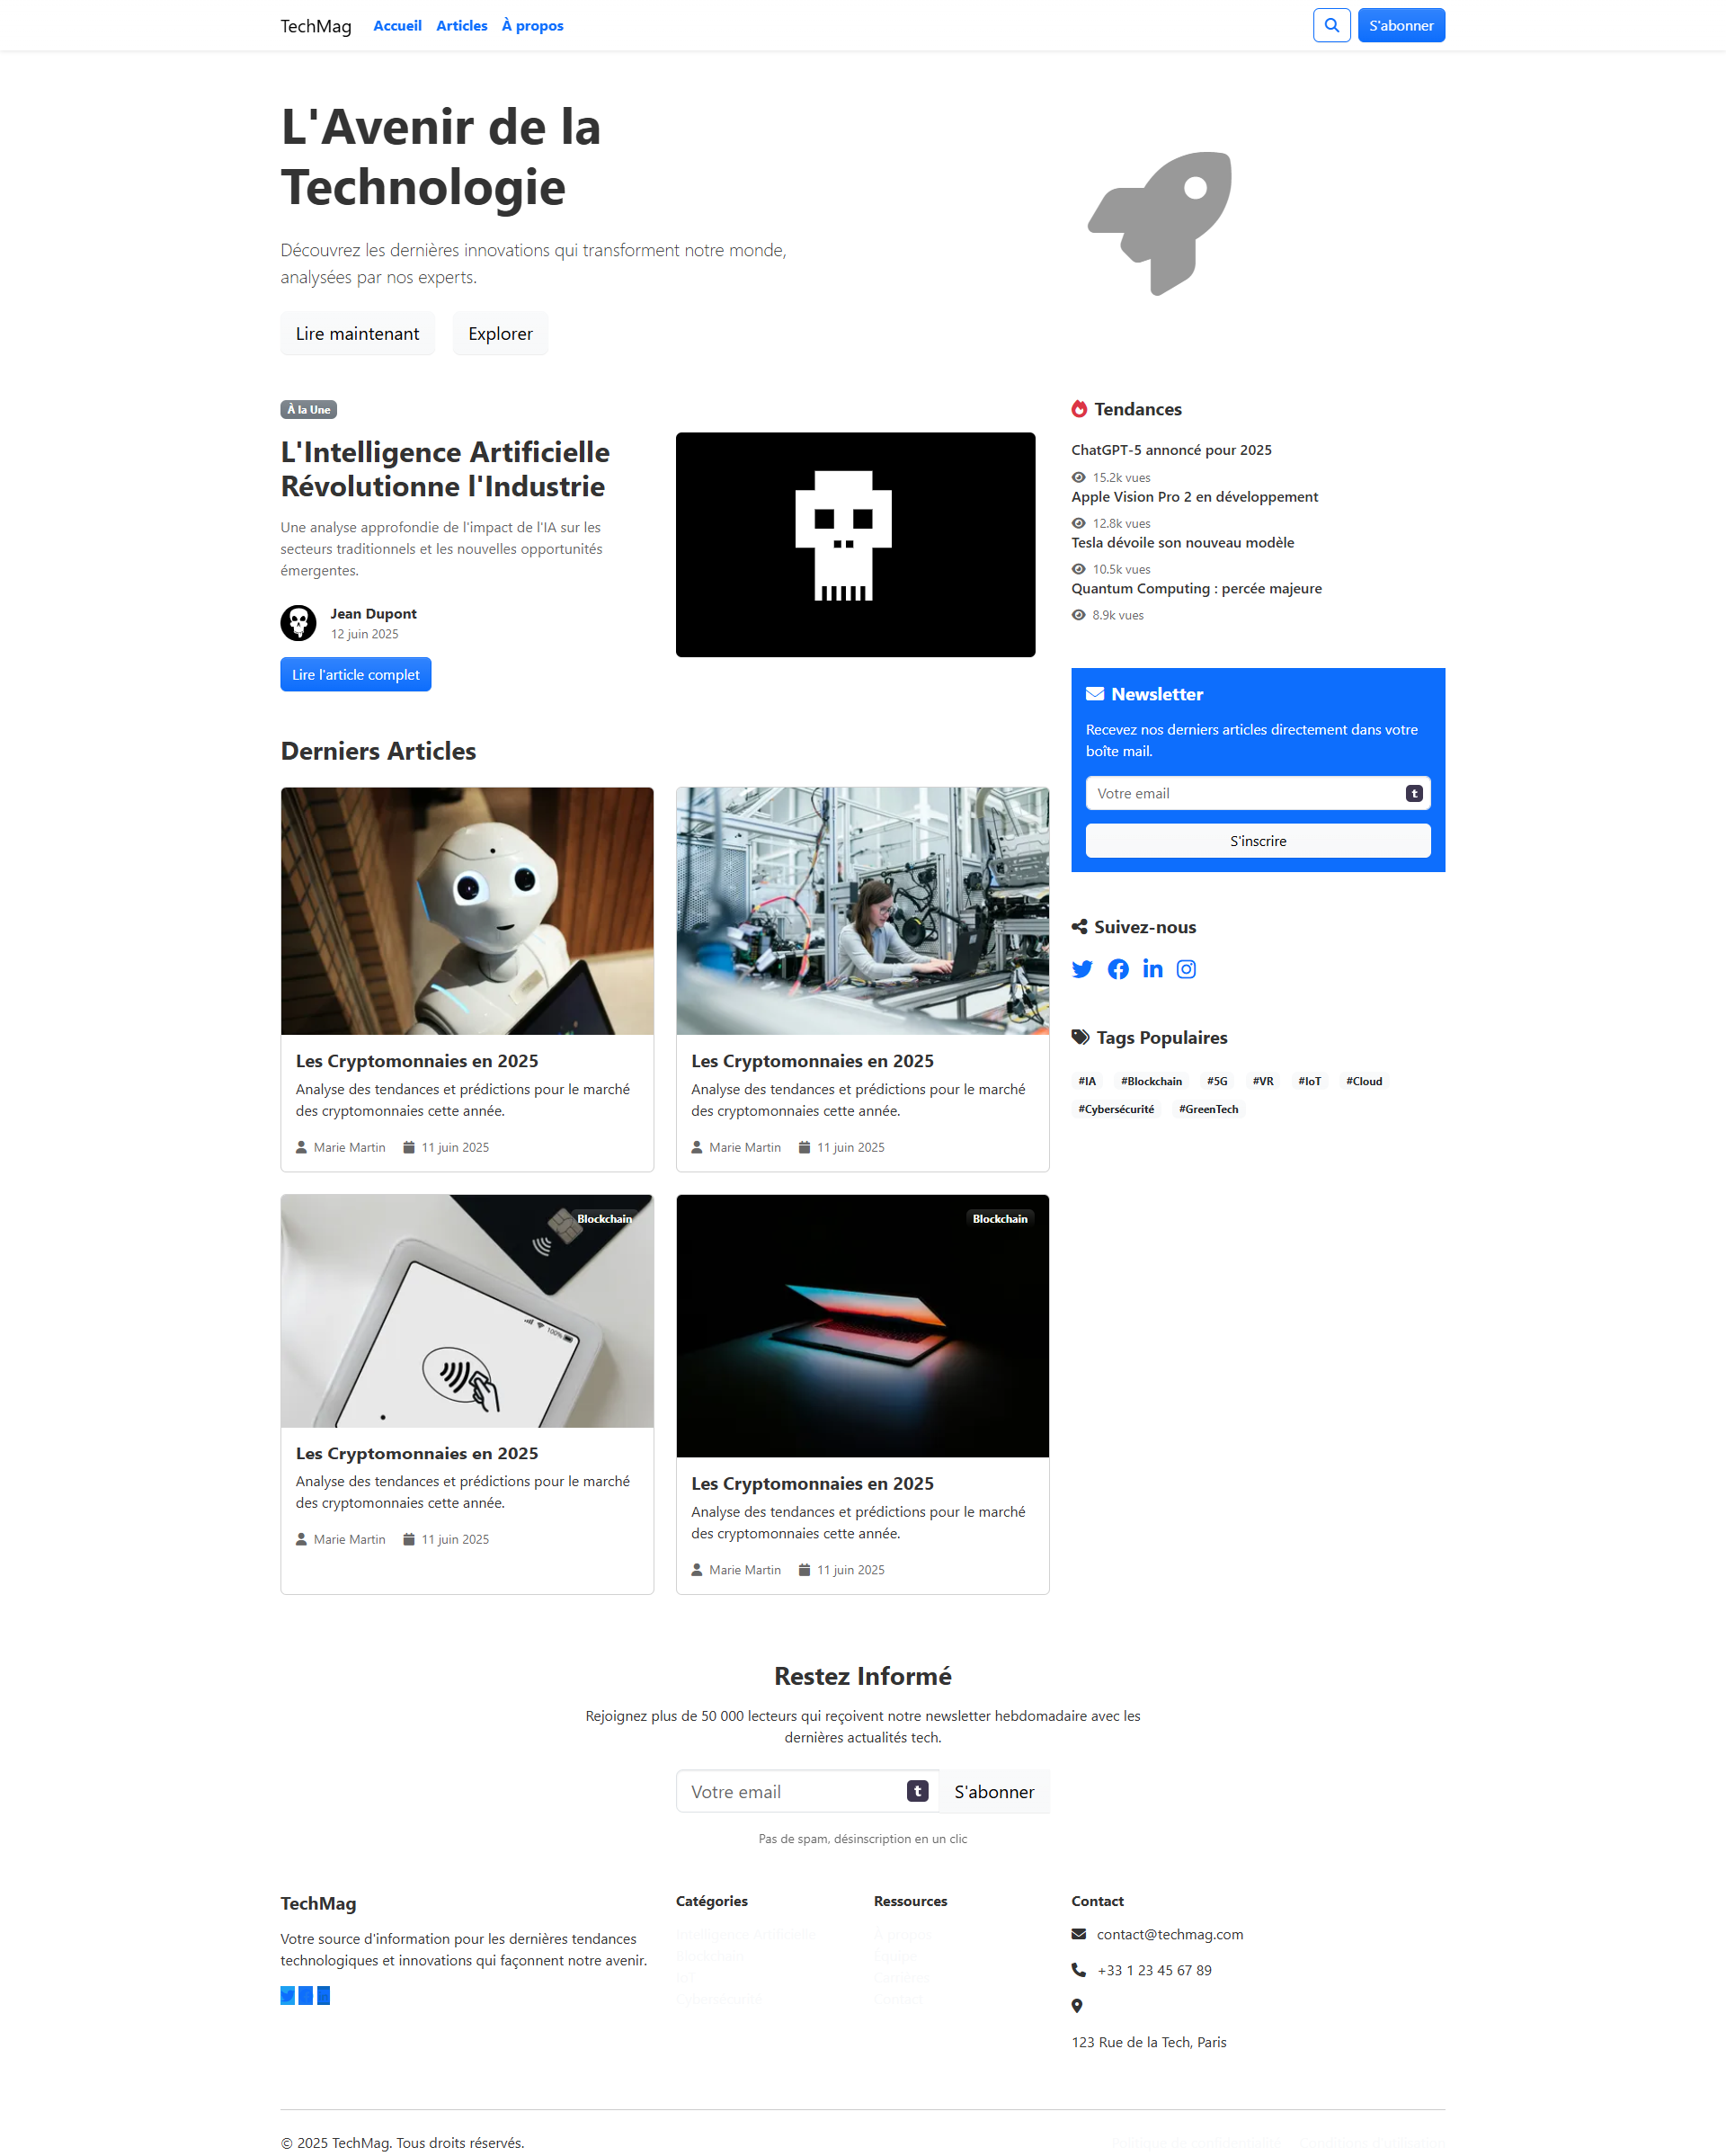 TechMag
Accueil
Articles
À propos
S'abonner
L'Avenir de la
Technologie
Découvrez les dernières innovations qui transforment notre monde,
analysées par nos experts.
Lire maintenant
Explorer
À la Une
L'Intelligence Artificielle
Révolutionne l'Industrie
Une analyse approfondie de l'impact de l'IA sur les
secteurs traditionnels et les nouvelles opportunités
émergentes.
Jean Dupont
12 juin 2025
Lire l'article complet
Derniers Articles
Les Cryptomonnaies en 2025
Analyse des tendances et prédictions pour le marché
des cryptomonnaies cette année.
Marie Martin
11 juin 2025
Les Cryptomonnaies en 2025
Analyse des tendances et prédictions pour le marché
des cryptomonnaies cette année.
Marie Martin
11 juin 2025
Blockchain
100%
Les Cryptomonnaies en 2025
Analyse des tendances et prédictions pour le marché
des cryptomonnaies cette année.
Marie Martin
11 juin 2025
Blockchain
Les Cryptomonnaies en 2025
Analyse des tendances et prédictions pour le marché
des cryptomonnaies cette année.
Marie Martin
11 juin 2025
Tendances
ChatGPT-5 annoncé pour 2025
15.2k vues
Apple Vision Pro 2 en développement
12.8k vues
Tesla dévoile son nouveau modèle
10.5k vues
Quantum Computing : percée majeure
8.9k vues
Newsletter
Recevez nos derniers articles directement dans votre
boîte mail.
Votre email
t
S'inscrire
Suivez-nous
Tags Populaires
#IA #Blockchain #5G #VR #IoT #Cloud
#Cybersécurité #GreenTech
Restez Informé
Rejoignez plus de 50 000 lecteurs qui reçoivent notre newsletter hebdomadaire avec les
dernières actualités tech.
Votre email
t
S'abonner
Pas de spam, désinscription en un clic
TechMag
Votre source d'information pour les dernières tendances
technologiques et innovations qui façonnent notre avenir.
Catégories
Intelligence Artificielle
Blockchain
IoT
Cybersécurité
Ressources
À propos
Équipe
Carrières
Contact
Contact
contact@techmag.com
+33 1 23 45 67 89
123 Rue de la Tech, Paris
© 2025 TechMag. Tous droits réservés.